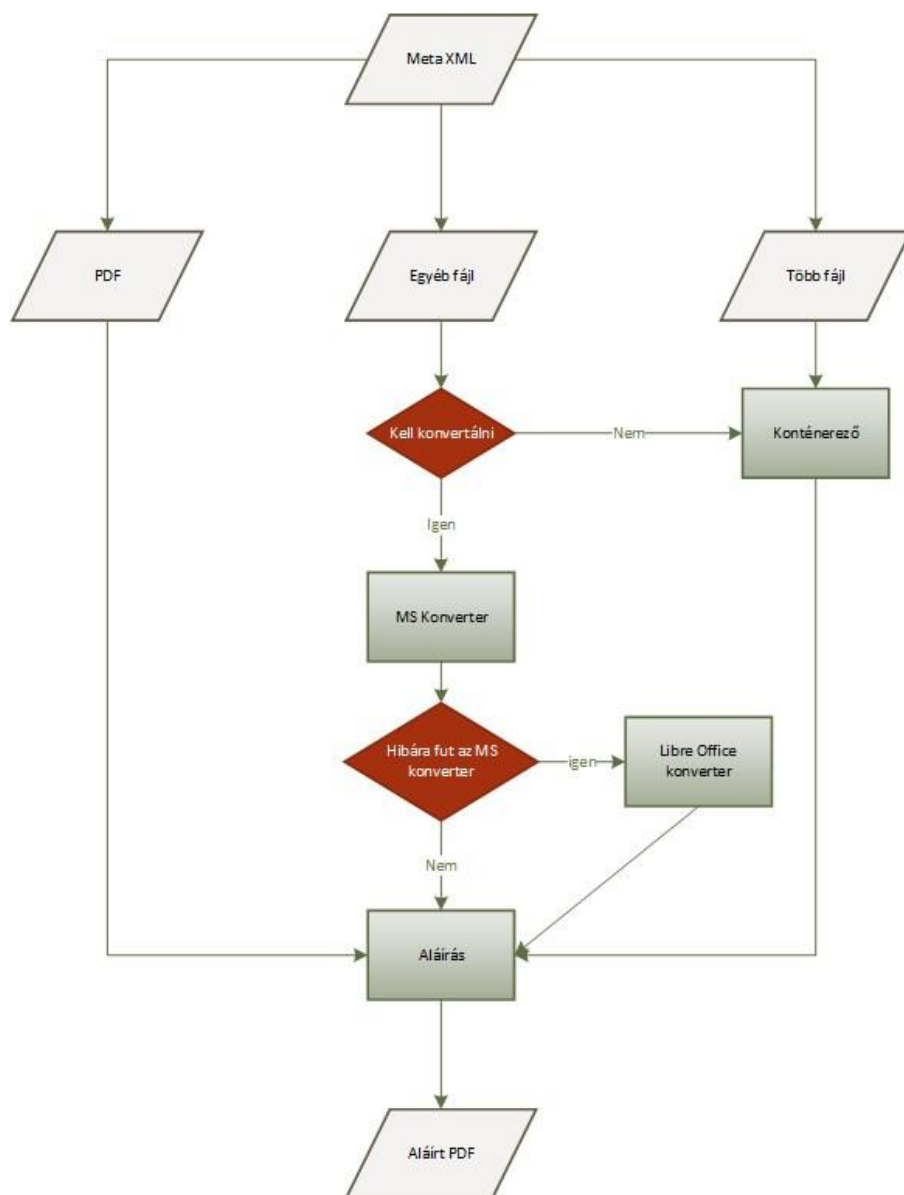 Meta XML
PDF
Egyéb fájl
Több fájl
Kell konvertálni
Nem
Konténerező
Igen
MS Konverter
Hibára fut az MS
konverter
igen
Libre Office
konverter
Nem
Aláírás
Aláírt PDF